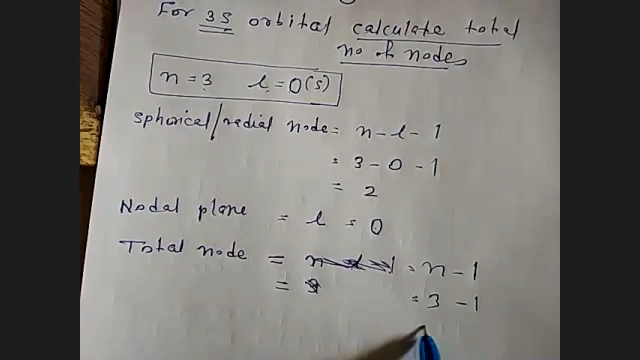 For 3s orbital calculate total
no of nodes
n = 3 l = 0(s)
Spherical/radial node = n - l - 1
= 3 - 0 - 1
= 2
Nodal plane = l = 0
Total node = = n - 1
= = 3 - 1